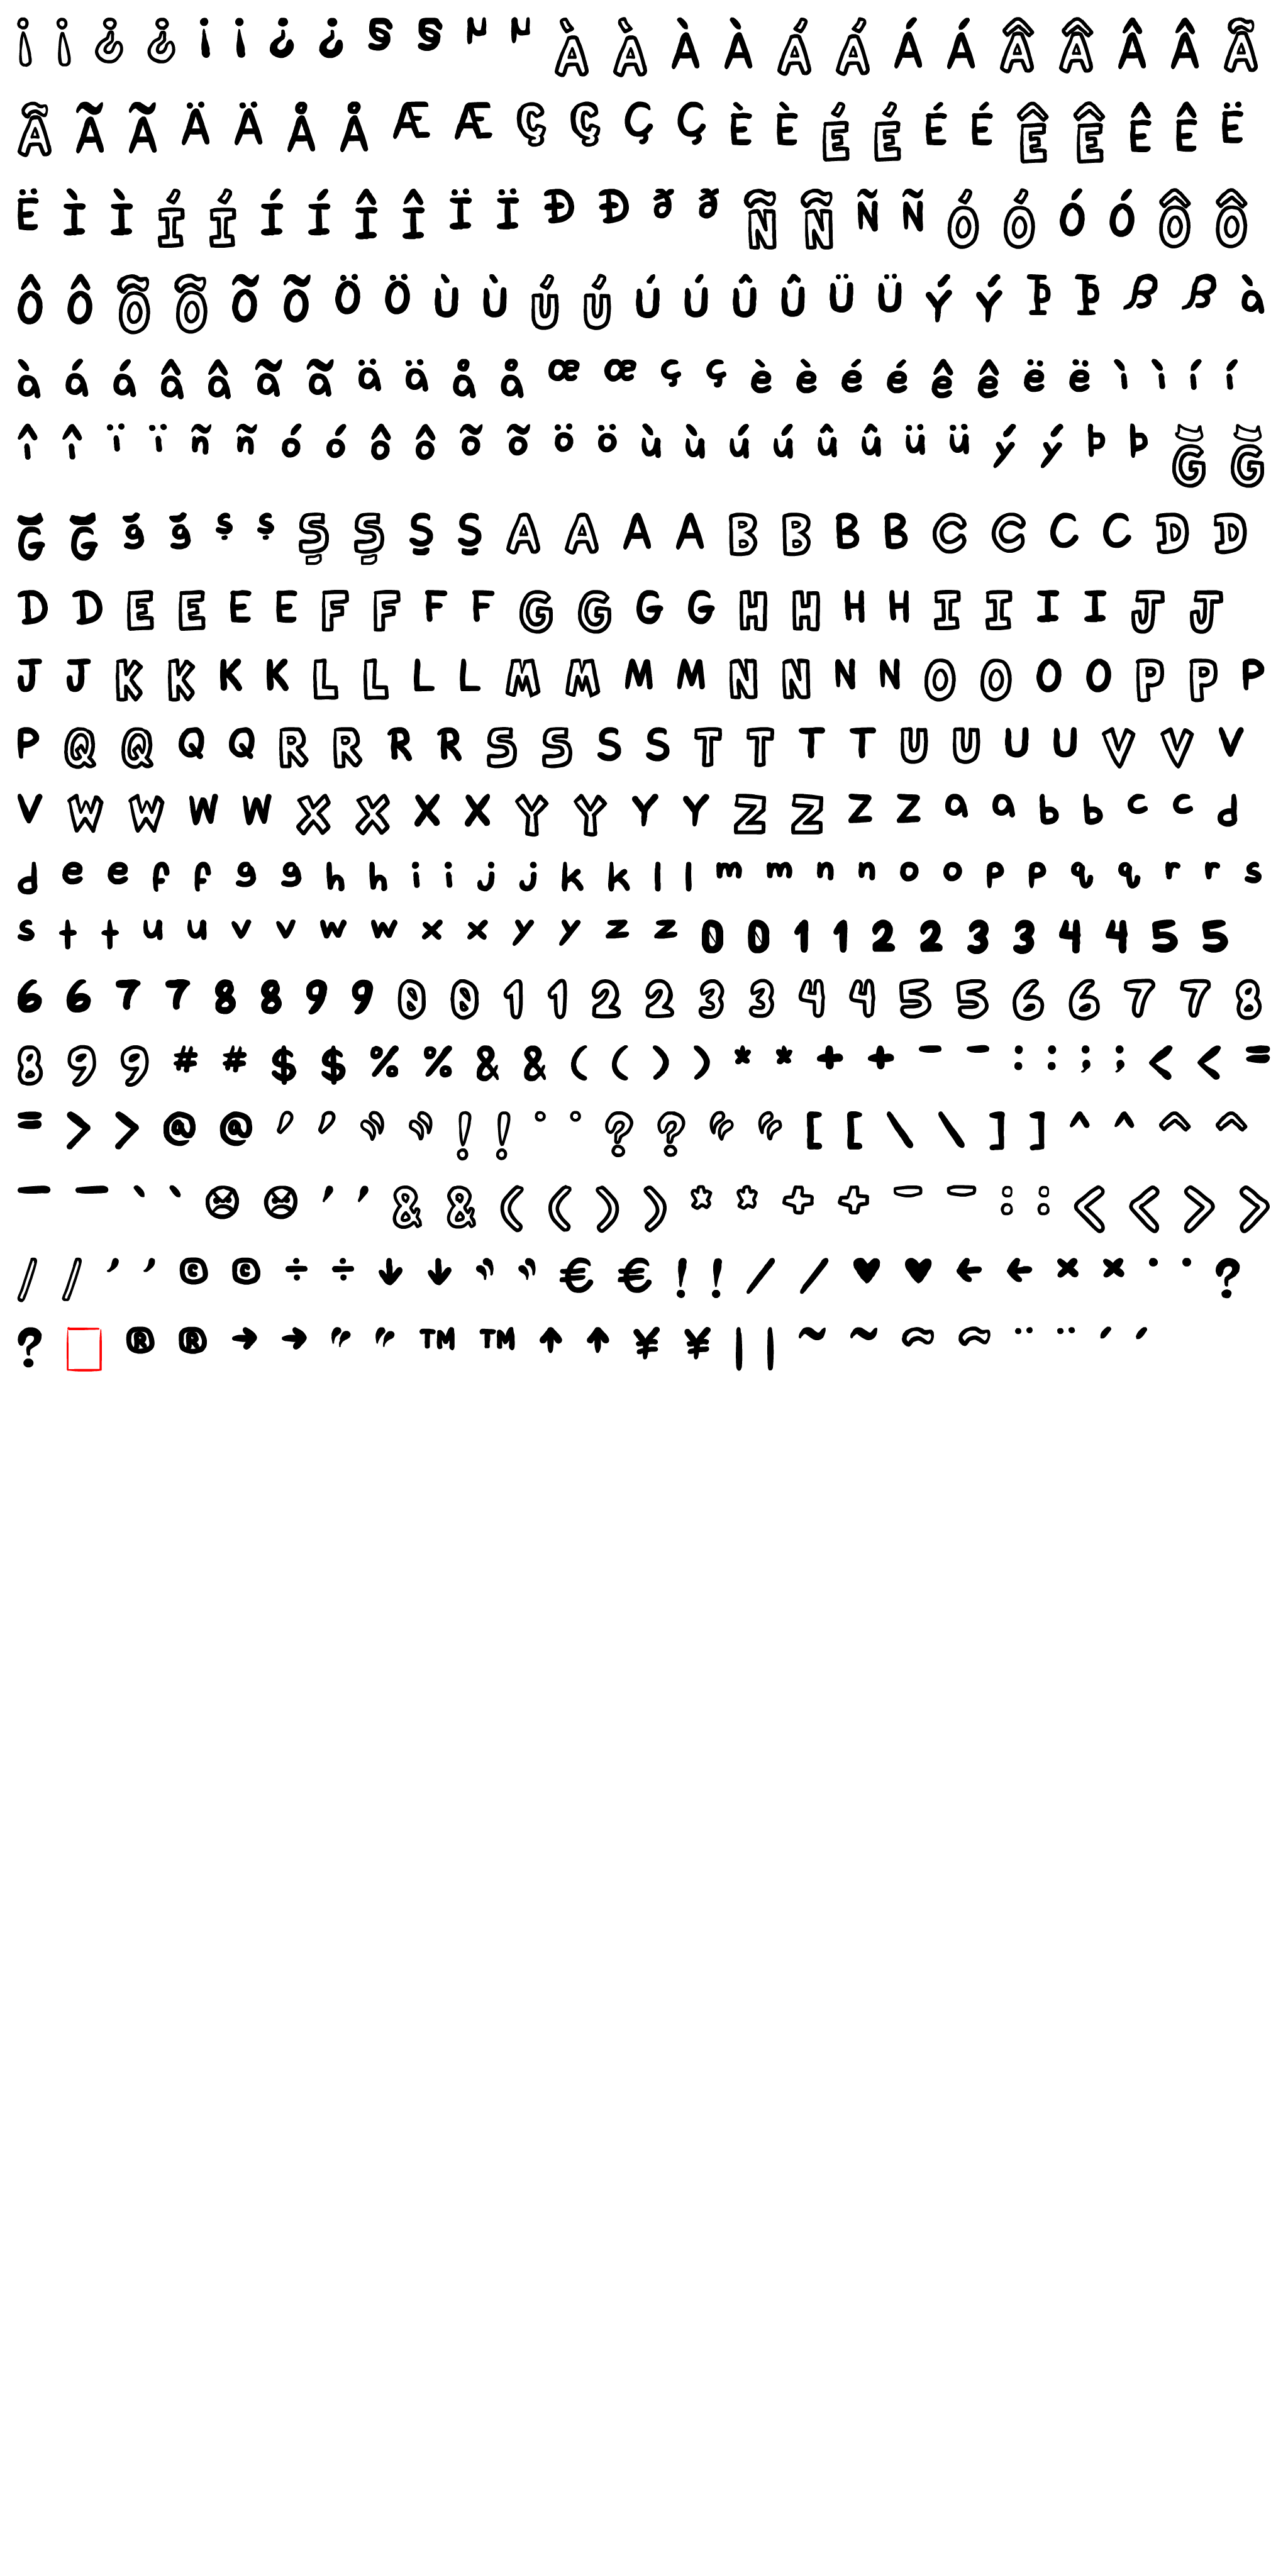 ¡ ¡ ¿ ¿ ¡ ¡ ¿ ¿ § § µ µ À À À À Á Á Á Á Â Â Â Â Ã
Ã Ã Ã Ä Ä Å Å Æ Æ Ç Ç Ç Ç È È É É É É Ê Ê Ê Ê Ë
Ë Ì Ì Í Í Í Í Î Î Ï Ï Ð Ð ð ð Ñ Ñ Ñ Ñ Ó Ó Ó Ó Ô Ô
Ô Ô Õ Õ Õ Õ Ö Ö Ù Ù Ú Ú Ú Ú Û Û Ü Ü Ý Ý Þ Þ ß ß à
à á á â â ã ã ä ä å å œ œ ç ç è è é é ê ê ë ë ì ì í í
î î ï ï ñ ñ ó ó ô ô õ õ ö ö ù ù ú ú û û ü ü ý ý þ þ Ğ Ğ
Ğ Ğ ğ ğ ş ş Ş Ş Ş Ş A A A A B B B B C C C C D D
D D E E E E F F F F G G G G H H H H I I I I J J
J J K K K K L L L L M M M M N N N N O O O O P P P
P Q Q Q Q R R R R S S S S T T T T U U U U V V V
V W W W W X X X X Y Y Y Y Z Z Z Z a a b b c c d
d e e f f g g h h i i j j k k l l m m n n o o p p q q r r s
s t t u u v v w w x x y y z z 0 0 1 1 2 2 3 3 4 4 5 5
6 6 7 7 8 8 9 9 0 0 1 1 2 2 3 3 4 4 5 5 6 6 7 7 8
8 9 9 # # $ $ % % & & ( ( ) ) * * + + - - : : ; ; < < =
= > > @ @ ’ ’ ” ” ! ! ° ° ? ? “ “ [ [ \ \ ] ] ^ ^ ^ ^
_ _ ` ` ' ' & & ( ( ) ) * * + + - - : : < < > >
/ / ’ ’ © © ÷ ÷ ↓ ↓ ” ” € € ! ! / / ♥ ♥ ← ← × × · · ?
? ® ® → → “ “ ™ ™ ↑ ↑ ¥ ¥ | | ~ ~ ~ ~ ¨ ¨ ´ ´